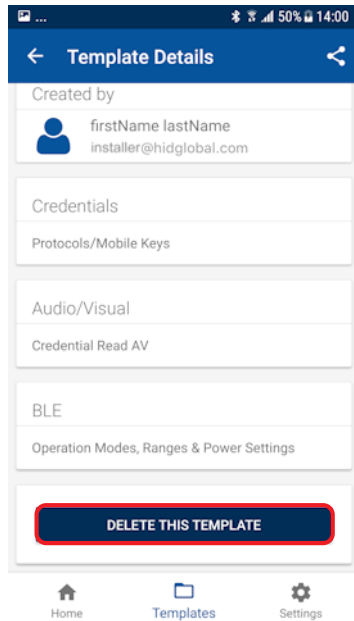 ... 50% 14:00
Template Details
Created by
firstName lastName
installer@hidglobal.com
Credentials
Protocols/Mobile Keys
Audio/Visual
Credential Read AV
BLE
Operation Modes, Ranges & Power Settings
DELETE THIS TEMPLATE
Home Templates Settings